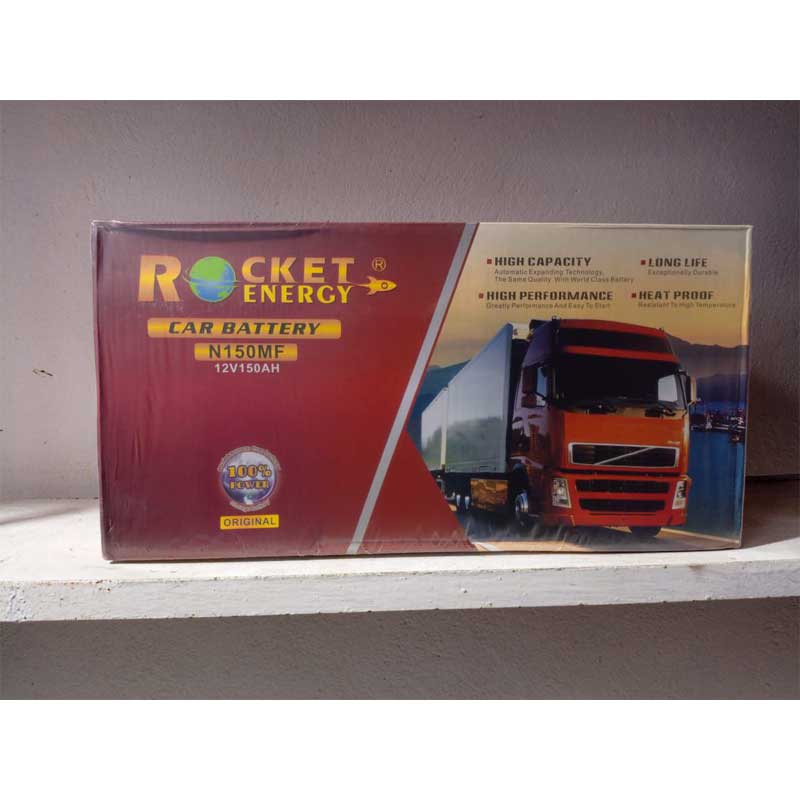 ROCKET ®
ENERGY
CAR BATTERY
N150MF
12V150AH
100%
POWER
ORIGINAL
HIGH CAPACITY
Automatic Expanding Technology,
The Same Quality With World Class Battery
LONG LIFE
Exceptionally Durable
HIGH PERFORMANCE
Greatly Performance And Easy To Start
HEAT PROOF
Resistant To High Temperature